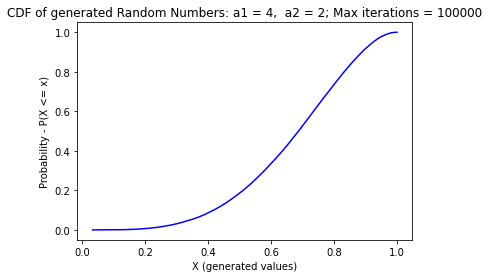 CDF of generated Random Numbers: a1 = 4,  a2 = 2; Max iterations = 100000
Probability - P(X <= x)
1.0
0.8
0.6
0.4
0.2
0.0
0.0 0.2 0.4 0.6 0.8 1.0
X (generated values)